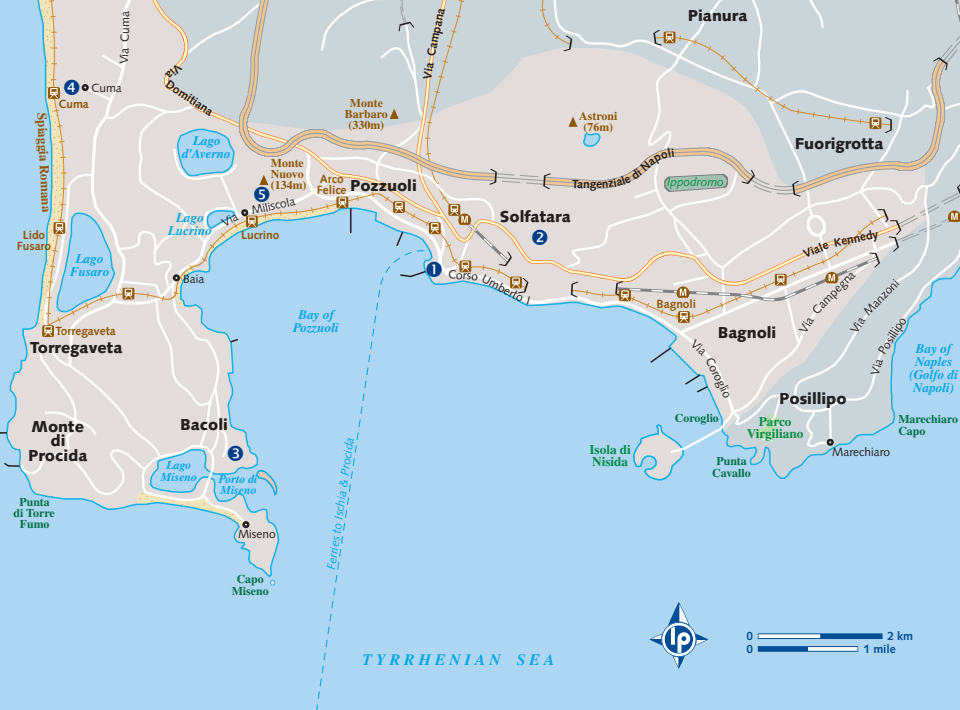 Pianura
Via Cuma
Via Campana
Via
Domitiana
4
Cuma
Cuma
Spiaggia Romana
Monte
Barbaro
(330m)
Astroni
(76m)
Fuorigrotta
Lago
d'Averno
Monte
Nuovo
(134m)
5
Arco
Felice
Pozzuoli
Tangenziale di Napoli
Ippodromo
Via Miliscola
Lago
Lucrino
Lucrino
M
Solfatara
2
M
Lido
Fusaro
Lago
Fusaro
Viale Kennedy
1
Corso Umberto I
Baia
M
Bagnoli
M
Via Campegna
Via Manzoni
Via Posillipo
Bay of
Pozzuoli
Torregaveta
Torregaveta
Bagnoli
Via Coroglio
Bay of
Naples
(Golfo di
Napoli)
Posillipo
Monte
di
Procida
Bacoli
3
Coroglio
Parco
Virgiliano
Marechiaro
Capo
Marechiaro
Isola di
Nisida
Punta
Cavallo
Lago
Miseno
Porto di
Miseno
Ferries to Ischia & Procida
Punta
di Torre
Fumo
Miseno
Capo
Miseno
lp
0 2 km
0 1 mile
TYRRHENIAN SEA